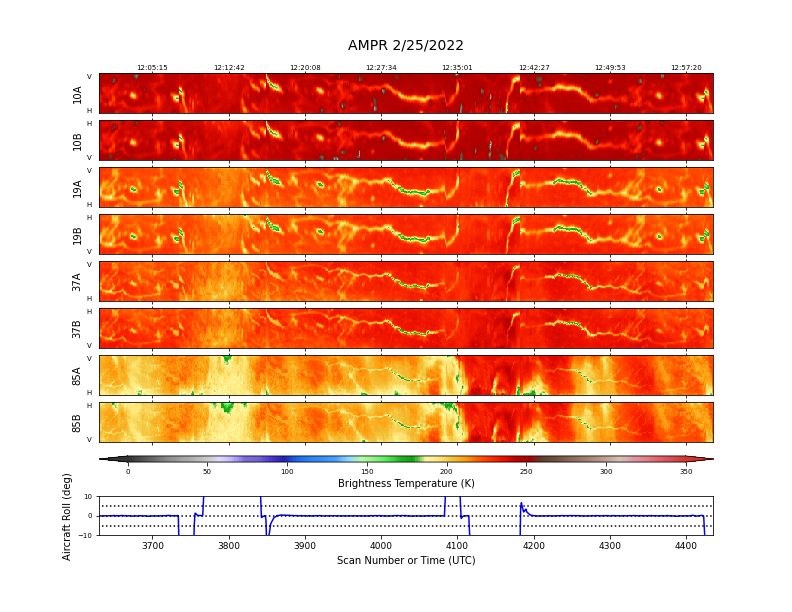 AMPR 2/25/2022
12:05:15 12:12:42 12:20:08 12:27:34 12:35:01 12:42:27 12:49:53 12:57:20
V
10A
H
H
10B
V
V
19A
H
H
19B
V
V
37A
H
H
37B
V
V
85A
H
H
85B
V
0 50 100 150 200 250 300 350
Brightness Temperature (K)
Aircraft Roll (deg)
10
0
−10
3700 3800 3900 4000 4100 4200 4300 4400
Scan Number or Time (UTC)